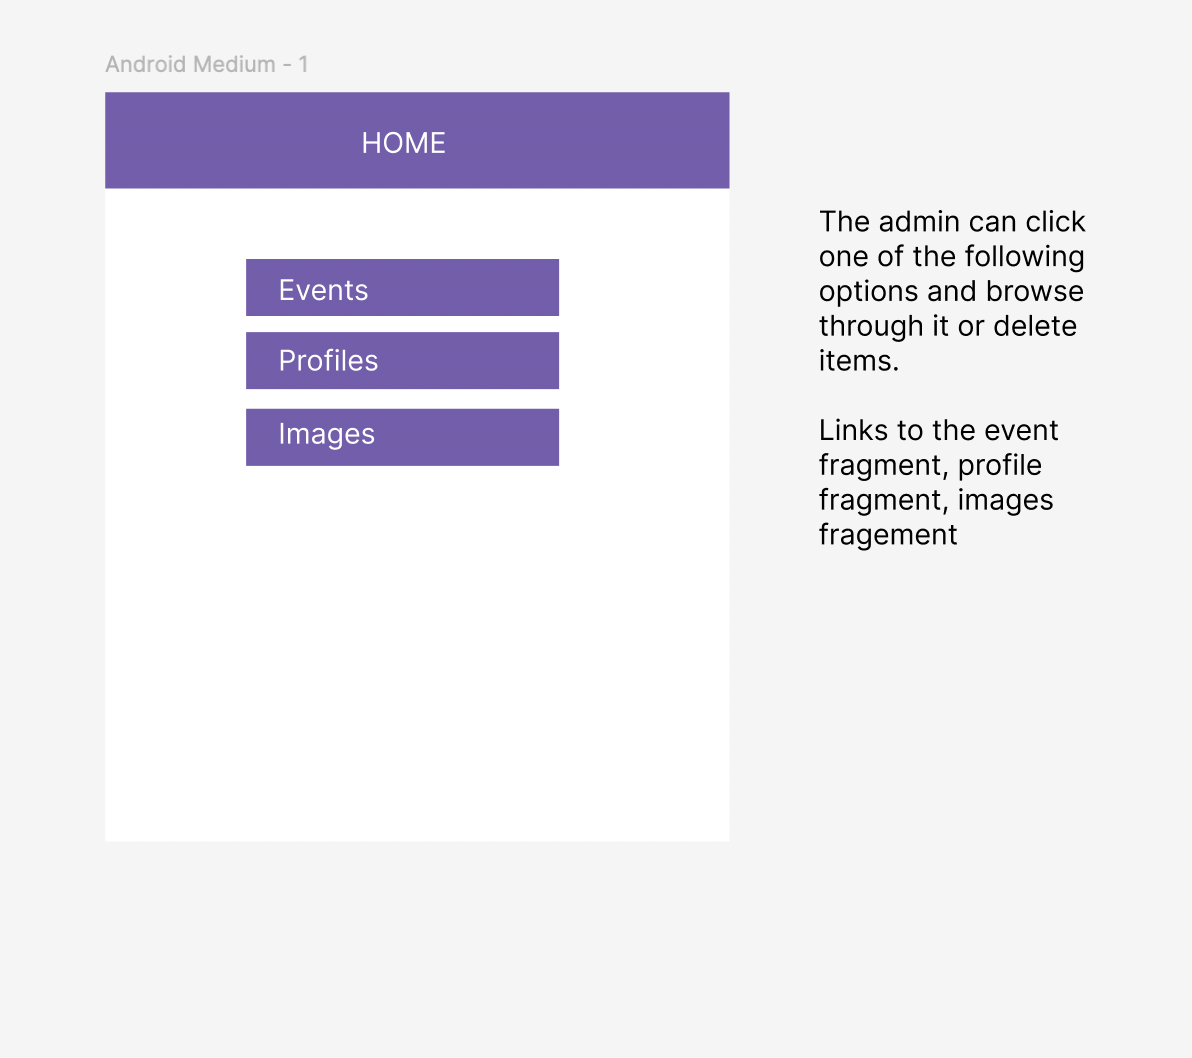 Android Medium - 1
HOME
Events
Profiles
Images
The admin can click
one of the following
options and browse
through it or delete
items.
Links to the event
fragment, profile
fragment, images
fragement